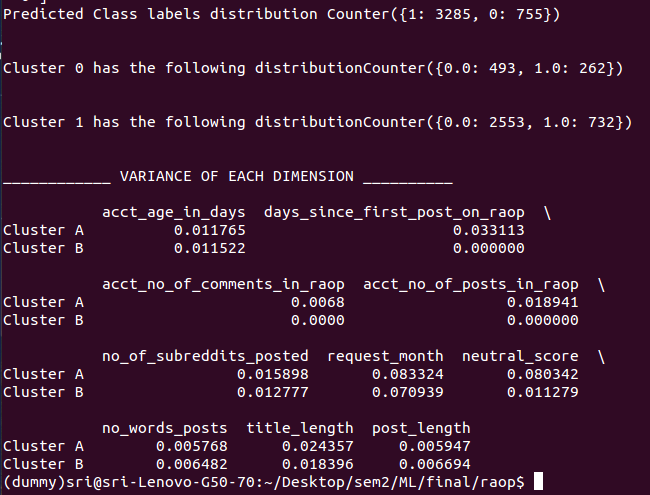 Predicted Class labels distribution Counter({1: 3285, 0: 755})
Cluster 0 has the following distributionCounter({0.0: 493, 1.0: 262})
Cluster 1 has the following distributionCounter({0.0: 2553, 1.0: 732})
____________ VARIANCE OF EACH DIMENSION __________
acct_age_in_days days_since_first_post_on_raop \
Cluster A 0.011765 0.033113
Cluster B 0.011522 0.000000
acct_no_of_comments_in_raop acct_no_of_posts_in_raop \
Cluster A 0.0068 0.018941
Cluster B 0.0000 0.000000
no_of_subreddits_posted request_month neutral_score \
Cluster A 0.015898 0.083324 0.080342
Cluster B 0.012777 0.070939 0.011279
no_words_posts title_length post_length
Cluster A 0.005768 0.024357 0.005947
Cluster B 0.006482 0.018396 0.006694
(dummy)sri@sri-Lenovo-G50-70:~/Desktop/sem2/ML/final/raop$